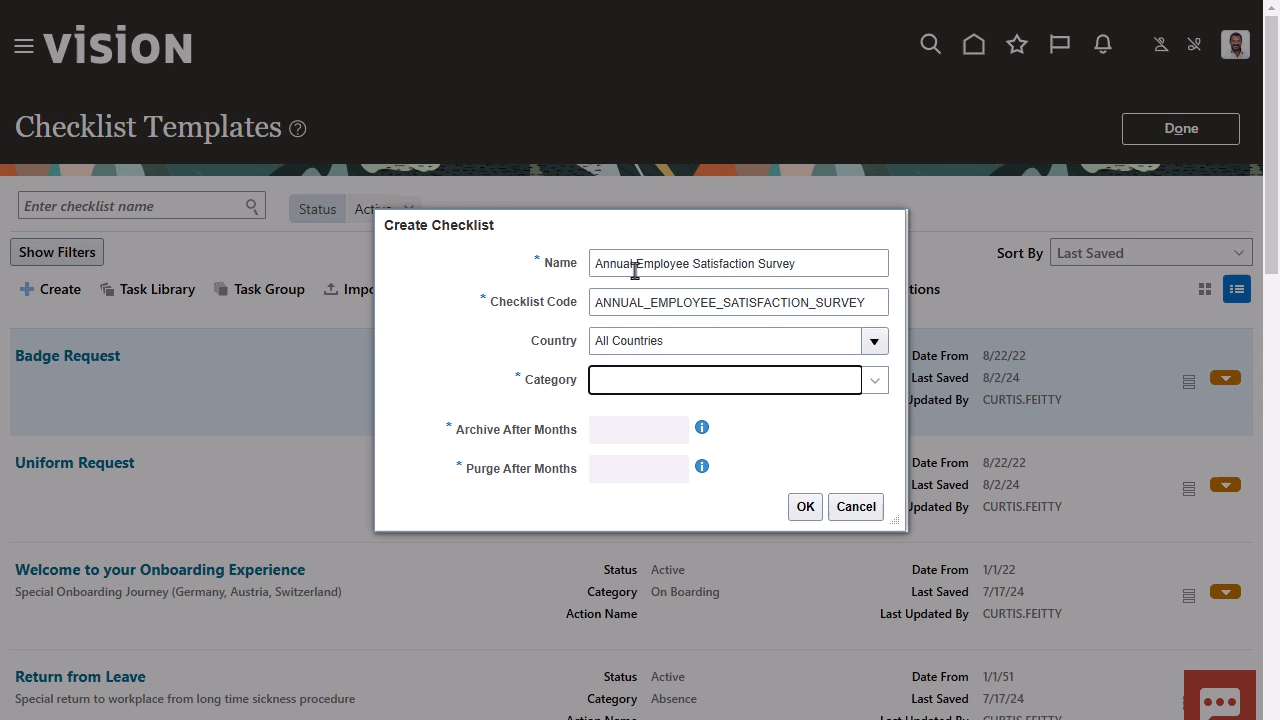 VISION
Checklist Templates
Done
Enter checklist name
Status
Show Filters
Sort By
Last Saved
Create
Task Library
Task Group
Create Checklist
* Name
Annual Employee Satisfaction Survey
* Checklist Code
ANNUAL_EMPLOYEE_SATISFACTION_SURVEY
Country
All Countries
* Category
* Archive After Months
* Purge After Months
OK
Cancel
Badge Request
Date From 8/22/22
Last Saved 8/2/24
CURTIS.FEITTY
Uniform Request
Date From 8/22/22
Last Saved 8/2/24
CURTIS.FEITTY
Welcome to your Onboarding Experience
Special Onboarding Journey (Germany, Austria, Switzerland)
Status Active
Category On Boarding
Action Name
Date From 1/1/22
Last Saved 7/17/24
Last Updated By CURTIS.FEITTY
Return from Leave
Special return to workplace from long time sickness procedure
Status Active
Category Absence
Date From 1/1/51
Last Saved 7/17/24